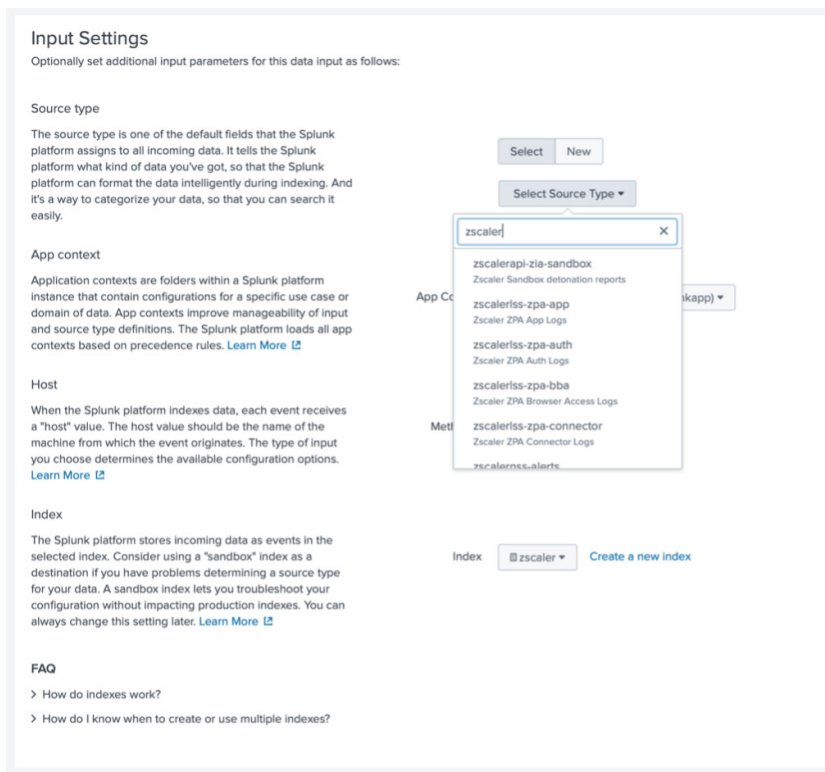 Input Settings
Optionally set additional input parameters for this data input as follows:
Source type
The source type is one of the default fields that the Splunk
platform assigns to all incoming data. It tells the Splunk
platform what kind of data you've got, so that the Splunk
platform can format the data intelligently during indexing. And
it's a way to categorize your data, so that you can search it
easily.
Select New
Select Source Type
zscaler
zscalerapi-zia-sandbox
Zscaler Sandbox detonation reports
zscalerlss-zpa-app
Zscaler ZPA App Logs
zscalerlss-zpa-auth
Zscaler ZPA Auth Logs
zscalerlss-zpa-bba
Zscaler ZPA Browser Access Logs
zscalerlss-zpa-connector
Zscaler ZPA Connector Logs
zscalernss-alerts
App context
Application contexts are folders within a Splunk platform
instance that contain configurations for a specific use case or
domain of data. App contexts improve manageability of input
and source type definitions. The Splunk platform loads all app
contexts based on precedence rules. Learn More
App Co
kapp)
Host
When the Splunk platform indexes data, each event receives
a "host" value. The host value should be the name of the
machine from which the event originates. The type of input
you choose determines the available configuration options.
Learn More
Met
Index
The Splunk platform stores incoming data as events in the
selected index. Consider using a "sandbox" index as a
destination if you have problems determining a source type
for your data. A sandbox index lets you troubleshoot your
configuration without impacting production indexes. You can
always change this setting later. Learn More
Index zscaler Create a new index
FAQ
> How do indexes work?
> How do I know when to create or use multiple indexes?